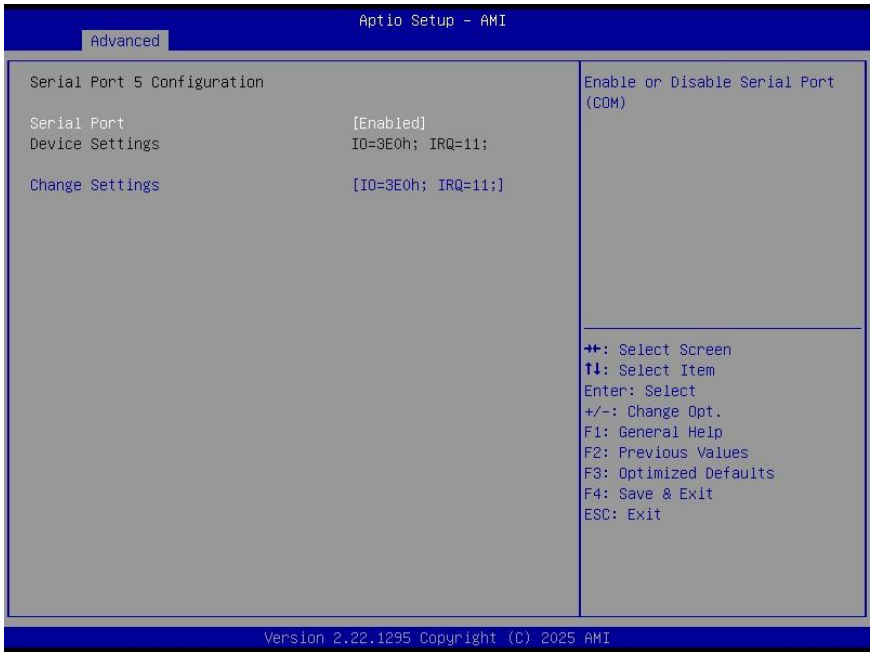 Aptio Setup - AMI
Advanced
Serial Port 5 Configuration
Serial Port [Enabled]
Device Settings IO=3E0h; IRQ=11;
Change Settings [IO=3E0h; IRQ=11;]
Enable or Disable Serial Port
(COM)
→←: Select Screen
↑↓: Select Item
Enter: Select
+/-: Change Opt.
F1: General Help
F2: Previous Values
F3: Optimized Defaults
F4: Save & Exit
ESC: Exit
Version 2.22.1295 Copyright (C) 2025 AMI